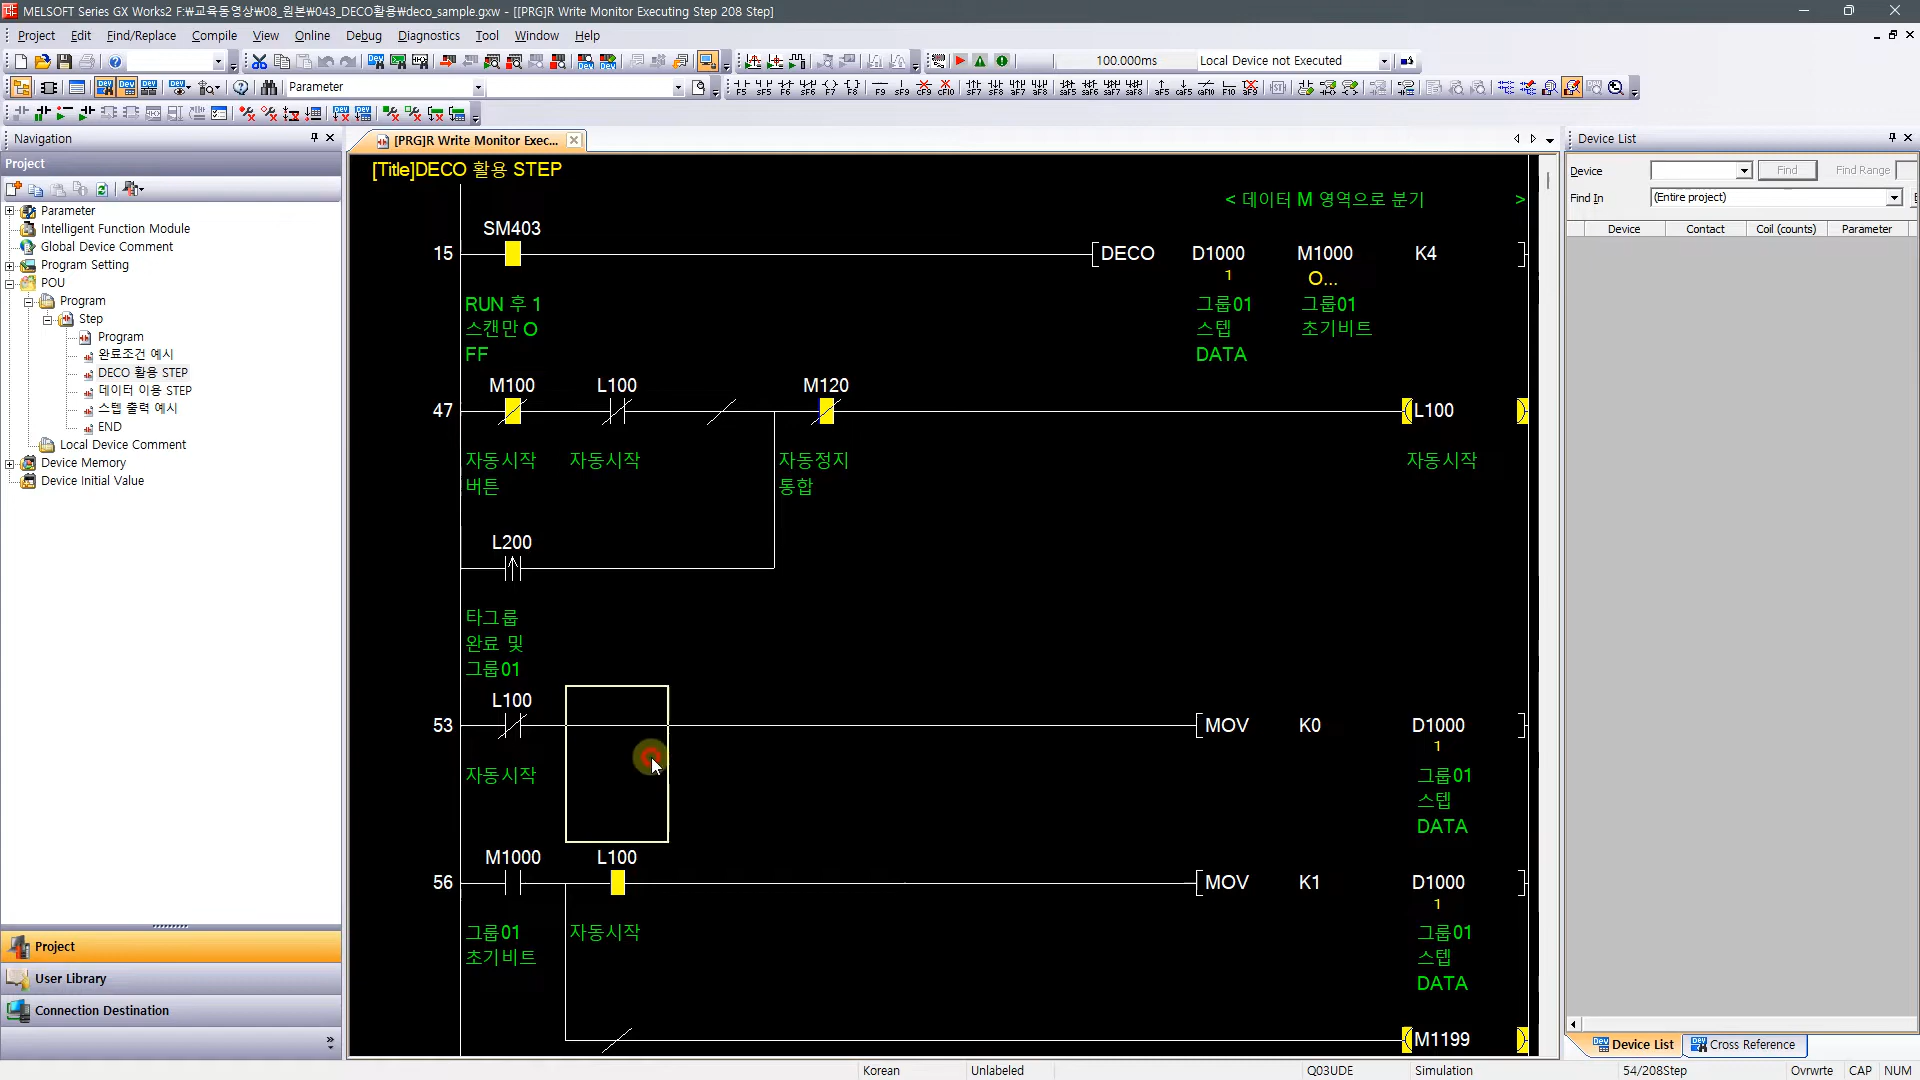 MELSOFT Series GX Works2 F:₩교육동영상₩08_원본₩043_DECO활용₩deco_sample.gxw - [[PRG]R Write Monitor Executing Step 208 Step]
Project Edit Find/Replace Compile View Online Debug Diagnostics Tool Window Help
100.000ms Local Device not Executed
Parameter
Navigation
[PRG]R Write Monitor Exec...
Device List
Project
Parameter
Intelligent Function Module
Global Device Comment
Program Setting
POU
Program
Step
Program
완료조건 예시
DECO 활용 STEP
데이터 이용 STEP
스텝 출력 예시
END
Local Device Comment
Device Memory
Device Initial Value
Project
User Library
Connection Destination
[Title]DECO 활용 STEP
< 데이터 M 영역으로 분기 >
SM403
15 DECO D1000 M1000 K4
1 O...
RUN 후 1 그룹01 그룹01
스캔만 O 스텝 초기비트
FF DATA
M100 L100 M120
47 L100
자동시작 자동시작 자동정지 자동시작
버튼 통합
L200
타그룹
완료 및
그룹01
L100
53 MOV K0 D1000
1
자동시작 그룹01
스텝
DATA
M1000 L100
56 MOV K1 D1000
1
그룹01 자동시작 그룹01
초기비트 스텝
DATA
M1199
Device Find Find Range
Find In (Entire project)
Device Contact Coil (counts) Parameter
Device List Cross Reference
Korean Unlabeled Q03UDE Simulation 54/208Step Ovrwrte CAP NUM